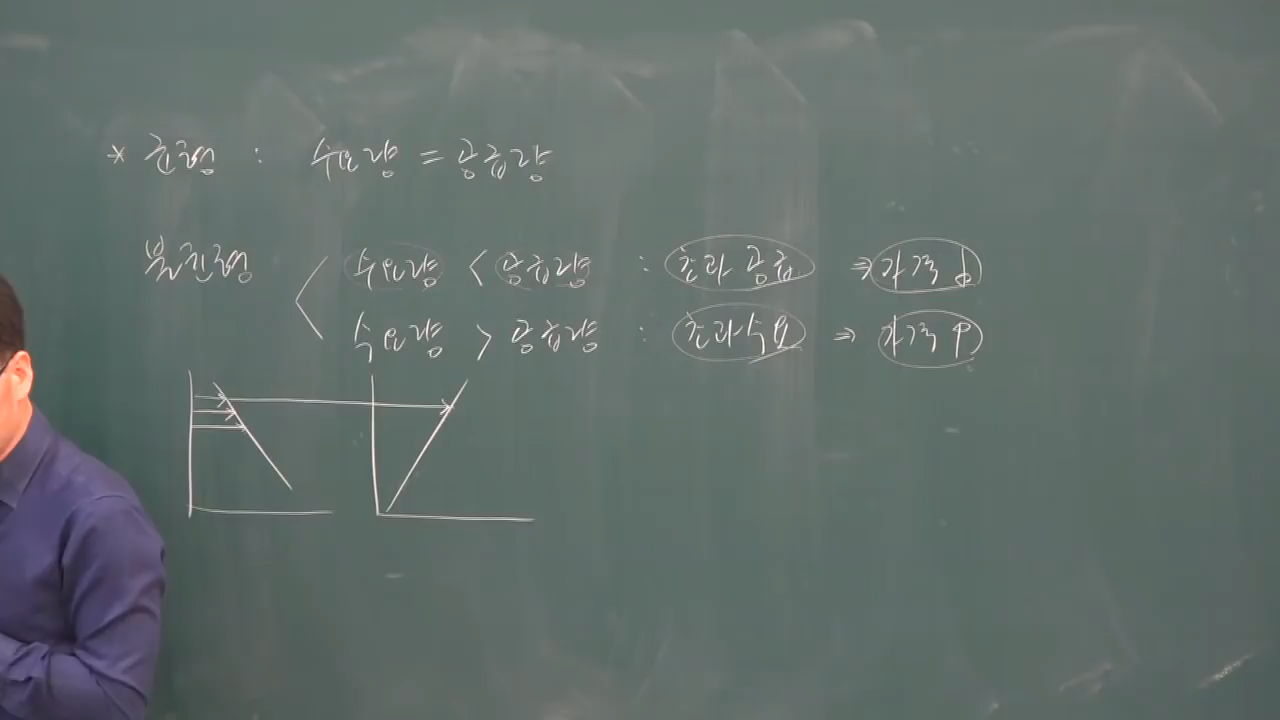 * 균형 : 수요량 = 공급량
불균형 < 수요량 < 공급량 : 초과 공급 ⇒ 가격 ↓
수요량 > 공급량 : 초과수요 ⇒ 가격 ↑